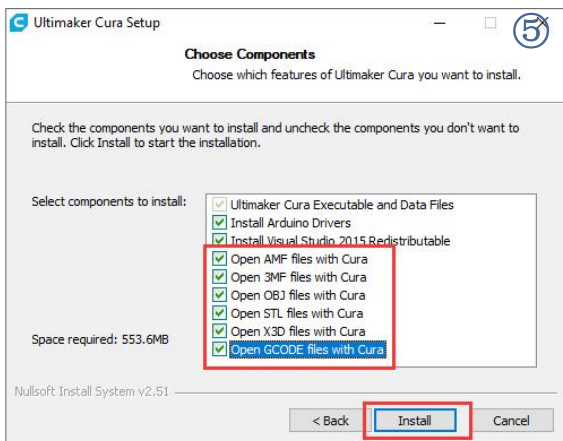 Ultimaker Cura Setup
⑤
Choose Components
Choose which features of Ultimaker Cura you want to install.
Check the components you want to install and uncheck the components you don't want to
install. Click Install to start the installation.
Select components to install:
Ultimaker Cura Executable and Data Files
Install Arduino Drivers
Install Visual Studio 2015 Redistributable
Open AMF files with Cura
Open 3MF files with Cura
Open OBJ files with Cura
Open STL files with Cura
Open X3D files with Cura
Open GCODE files with Cura
Space required: 553.6MB
Nullsoft Install System v2.51
< Back
Install
Cancel